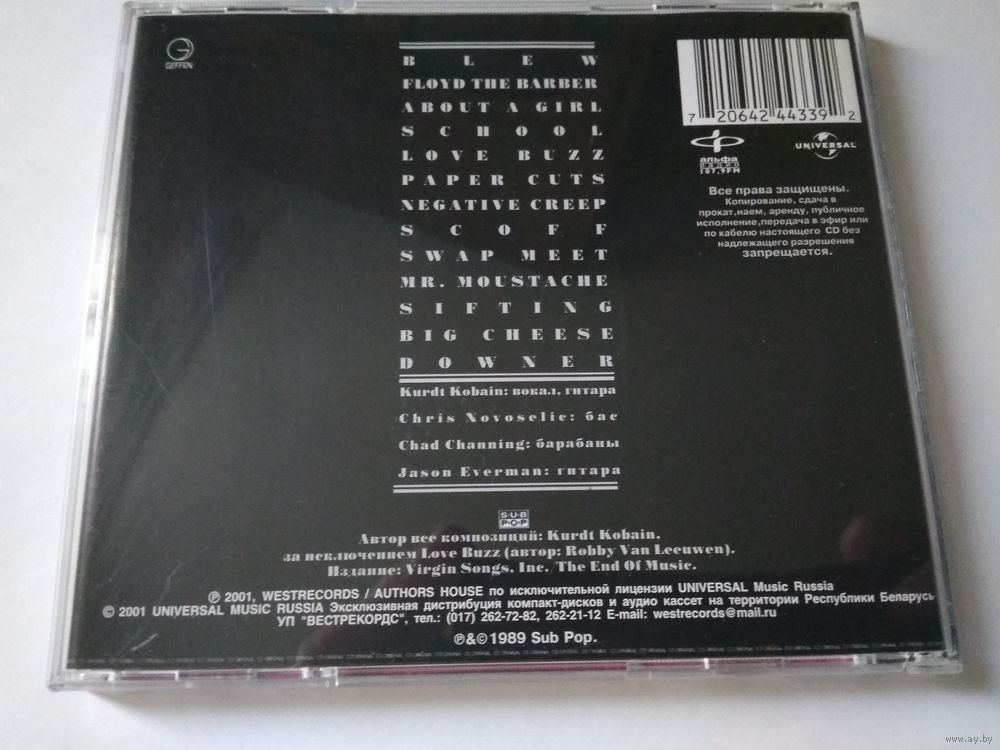 GEFFEN
BLEW
FLOYD THE BARBER
ABOUT A GIRL
SCHOOL
LOVE BUZZ
PAPER CUTS
NEGATIVE CREEP
SCOFF
SWAP MEET
MR. MOUSTACHE
SIFTING
BIG CHEESE
DOWNER
Kurdt Kobain: вокал, гитара
Chris Novoselic: бас
Chad Channing: барабаны
Jason Everman: гитара
7 20642 44339 2
альфа
радио
107,9FM
UNIVERSAL
Все права защищены.
Копирование, сдача в
прокат,наем, аренду, публичное
исполнение,передача в эфир или
по кабелю настоящего CD без
надлежащего разрешения
запрещается.
SUB
POP
Автор все композиций: Kurdt Kobain.
за исключением Love Buzz (автор: Robby Van Leeuwen).
Издание: Virgin Songs. Inc. /The End Of Music.
℗ 2001, WESTRECORDS / AUTHORS HOUSE по исключительной лицензии UNIVERSAL Music Russia
© 2001 UNIVERSAL MUSIC RUSSIA Эксклюзивная дистрибуция компакт-дисков и аудио кассет на территории Республики Беларусь
УП "ВЕСТРЕКОРДС", тел.: (017) 262-72-82, 262-21-12 E-mail: westrecords@mail.ru
℗&© 1989 Sub Pop.
www.ay.by